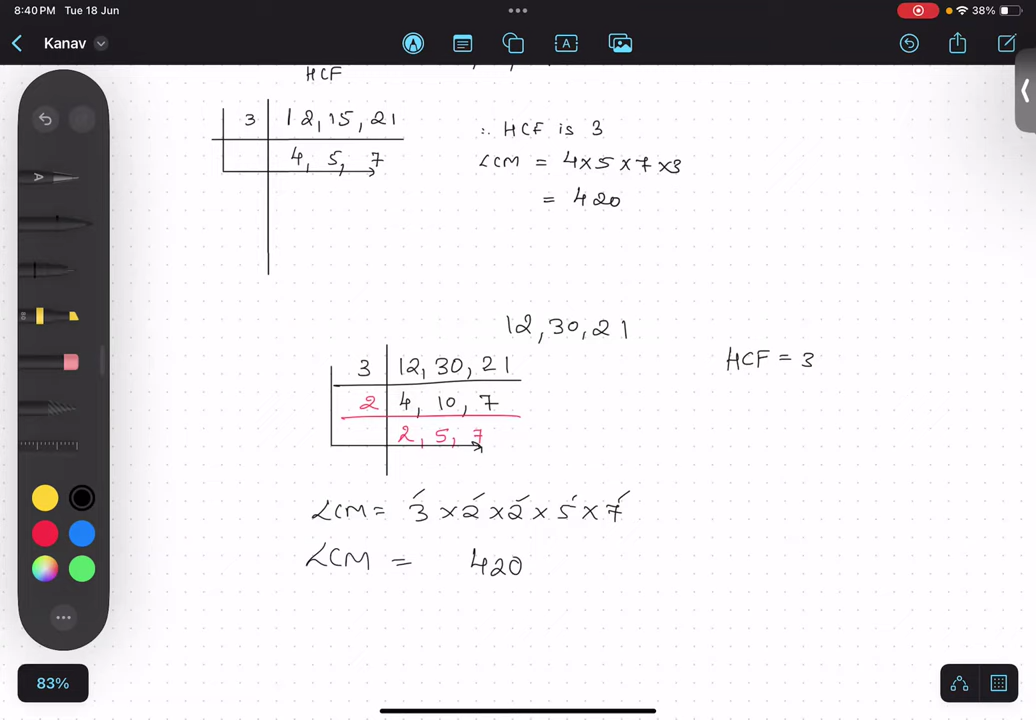 8:40 PM Tue 18 Jun
38%
Kanav
HCF
3 12, 15, 21
4, 5, 7
∴ HCF is 3
LCM = 4×5×7×3
= 420
12, 30, 21
3 12, 30, 21
HCF = 3
2 4, 10, 7
2, 5, 7
LCM = 3×2×2×5×7
LCM = 420
83%